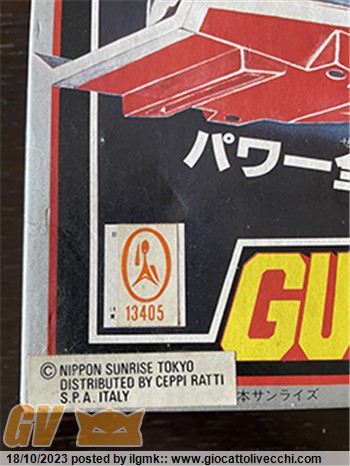 パワー
13405
GU
© NIPPON SUNRISE TOKYO
DISTRIBUTED BY CEPPI RATTI
S.P.A. ITALY
本サンライズ
GV
18/10/2023 posted by ilgmk:: www.giocattolivecchi.com